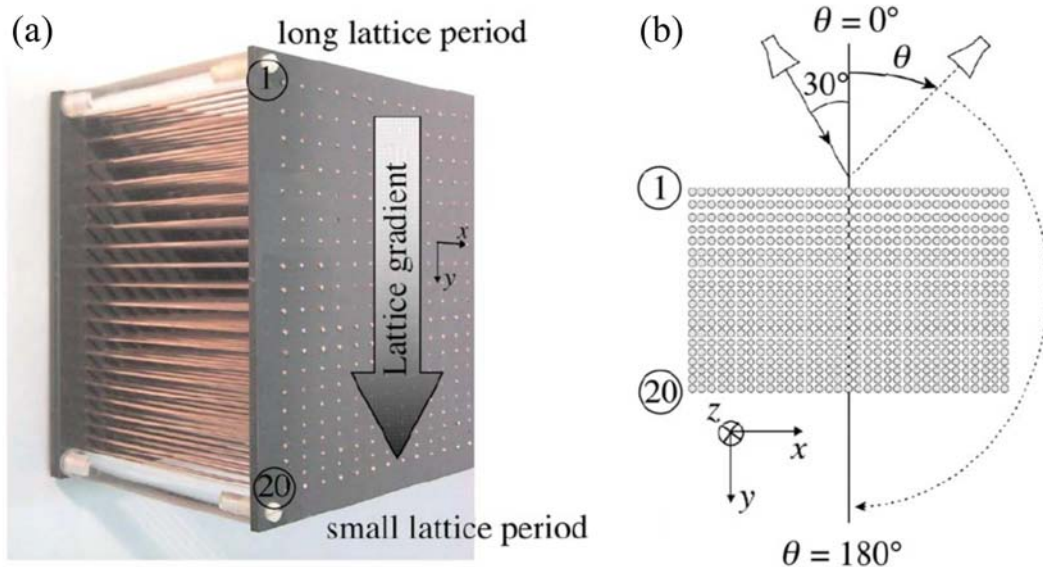 (a)
long lattice period
1
Lattice gradient
x
y
20
small lattice period
(b)
θ = 0°
θ
30°
1
20
z
x
y
θ = 180°